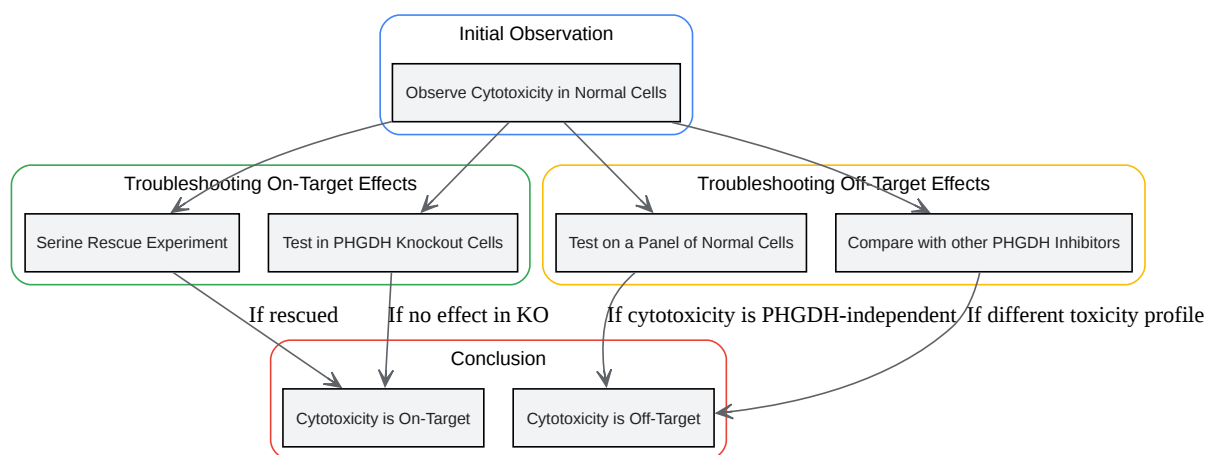 Initial Observation
Observe Cytotoxicity in Normal Cells
Troubleshooting On-Target Effects
Troubleshooting Off-Target Effects
Serine Rescue Experiment
Test in PHGDH Knockout Cells
Test on a Panel of Normal Cells
Compare with other PHGDH Inhibitors
If rescued
If no effect in KO
If cytotoxicity is PHGDH-independent
If different toxicity profile
Conclusion
Cytotoxicity is On-Target
Cytotoxicity is Off-Target